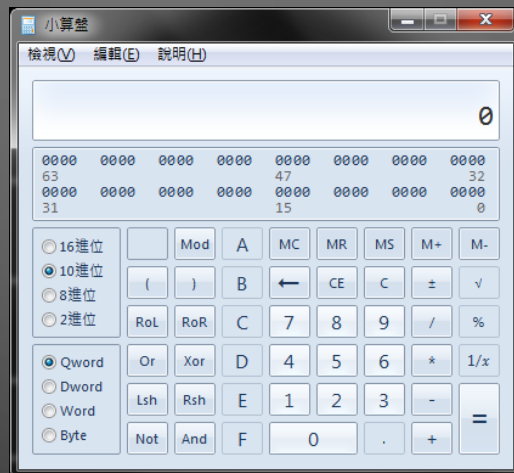 小算盤
檢視(V) 編輯(E) 說明(H)
0
0000 0000 0000 0000 0000 0000 0000 0000
63 47 32
0000 0000 0000 0000 0000 0000 0000 0000
31 15 0
16進位 Mod A MC MR MS M+ M-
10進位 ( ) B ← CE C ± √
8進位
2進位 RoL RoR C 7 8 9 / %
Qword Or Xor D 4 5 6 * 1/x
Dword
Word Lsh Rsh E 1 2 3 - =
Byte Not And F 0 . +